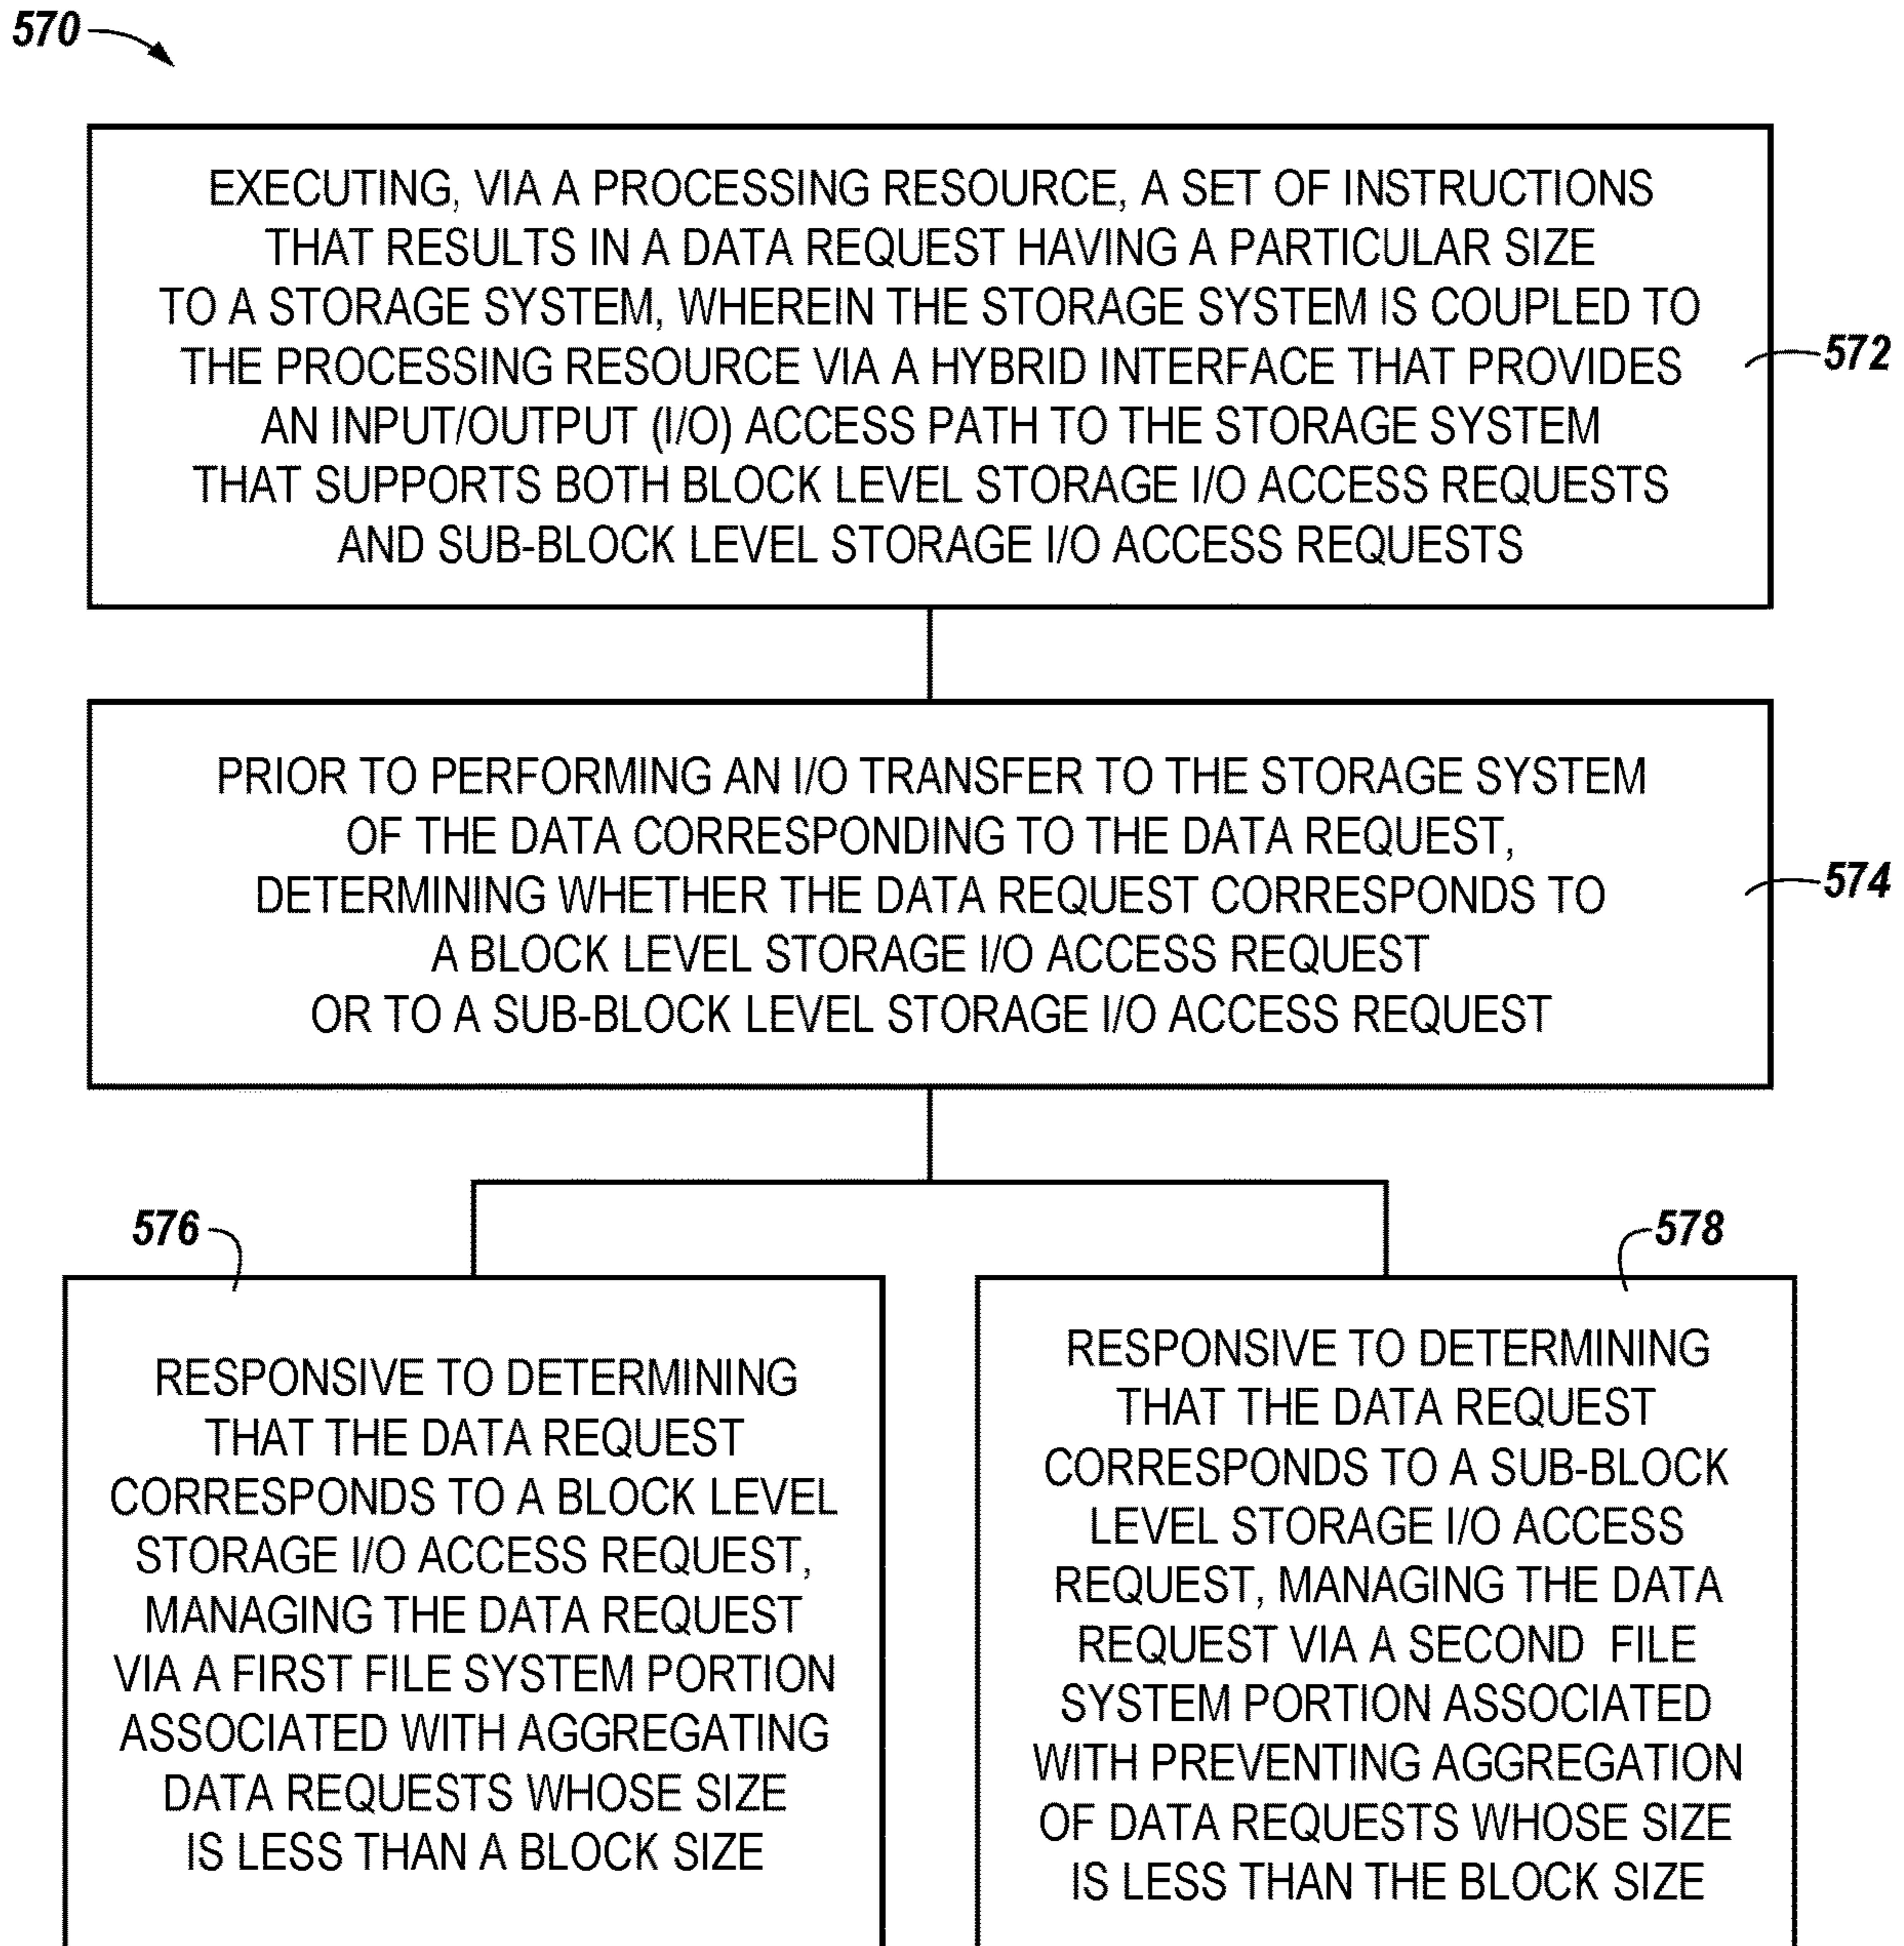 570
EXECUTING, VIA A PROCESSING RESOURCE, A SET OF INSTRUCTIONS
THAT RESULTS IN A DATA REQUEST HAVING A PARTICULAR SIZE
TO A STORAGE SYSTEM, WHEREIN THE STORAGE SYSTEM IS COUPLED TO
THE PROCESSING RESOURCE VIA A HYBRID INTERFACE THAT PROVIDES
AN INPUT/OUTPUT (I/O) ACCESS PATH TO THE STORAGE SYSTEM
THAT SUPPORTS BOTH BLOCK LEVEL STORAGE I/O ACCESS REQUESTS
AND SUB-BLOCK LEVEL STORAGE I/O ACCESS REQUESTS
572
PRIOR TO PERFORMING AN I/O TRANSFER TO THE STORAGE SYSTEM
OF THE DATA CORRESPONDING TO THE DATA REQUEST,
DETERMINING WHETHER THE DATA REQUEST CORRESPONDS TO
A BLOCK LEVEL STORAGE I/O ACCESS REQUEST
OR TO A SUB-BLOCK LEVEL STORAGE I/O ACCESS REQUEST
574
576
RESPONSIVE TO DETERMINING
THAT THE DATA REQUEST
CORRESPONDS TO A BLOCK LEVEL
STORAGE I/O ACCESS REQUEST,
MANAGING THE DATA REQUEST
VIA A FIRST FILE SYSTEM PORTION
ASSOCIATED WITH AGGREGATING
DATA REQUESTS WHOSE SIZE
IS LESS THAN A BLOCK SIZE
578
RESPONSIVE TO DETERMINING
THAT THE DATA REQUEST
CORRESPONDS TO A SUB-BLOCK
LEVEL STORAGE I/O ACCESS
REQUEST, MANAGING THE DATA
REQUEST VIA A SECOND FILE
SYSTEM PORTION ASSOCIATED
WITH PREVENTING AGGREGATION
OF DATA REQUESTS WHOSE SIZE
IS LESS THAN THE BLOCK SIZE